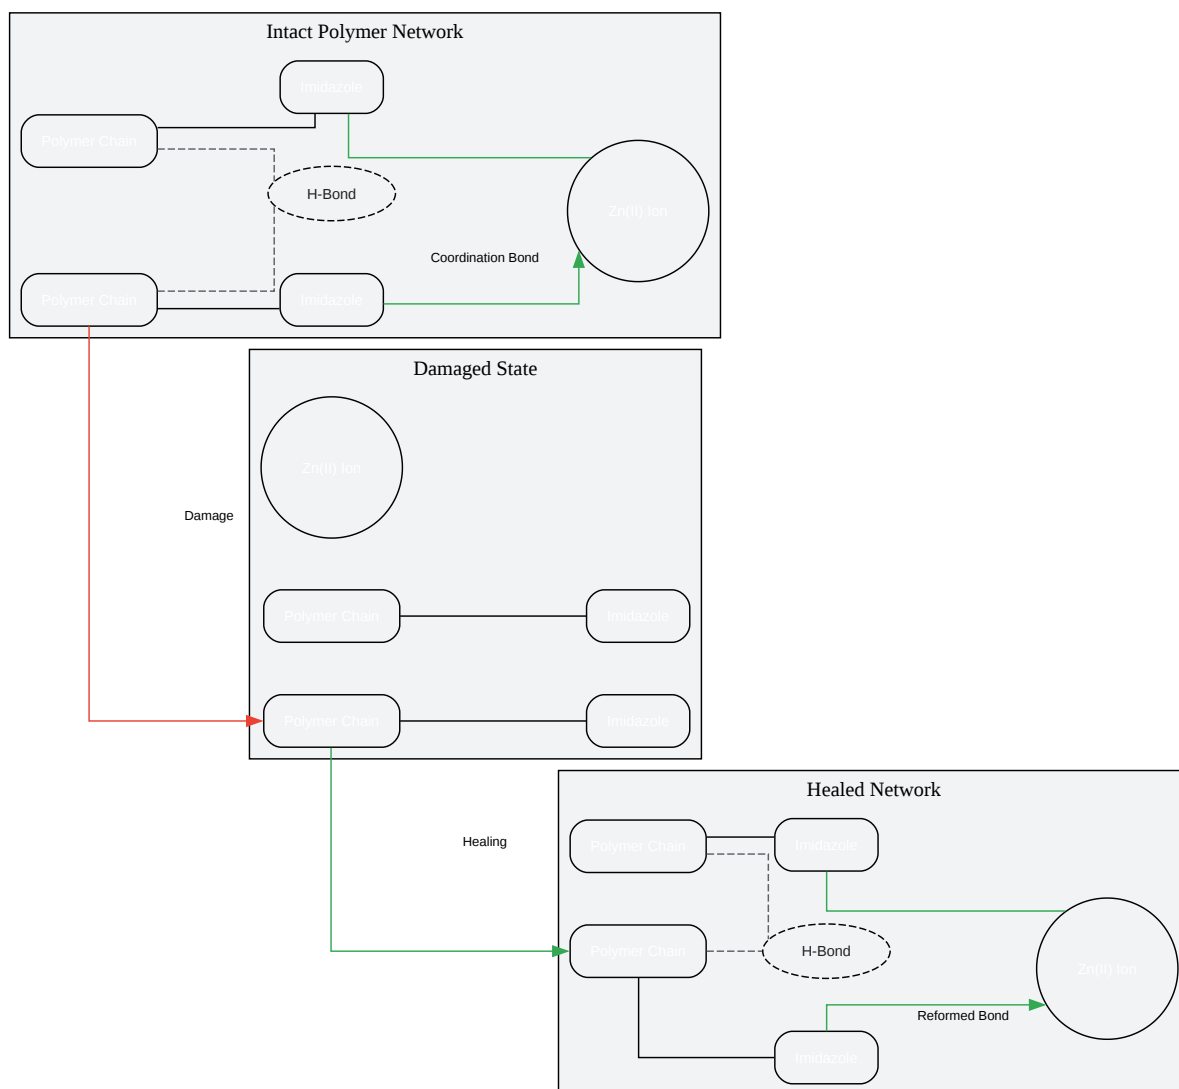 Intact Polymer Network
Imidazole
Polymer Chain
H-Bond
Zn(II) Ion
Coordination Bond
Polymer Chain
Imidazole
Damaged State
Zn(II) Ion
Damage
Polymer Chain
Imidazole
Polymer Chain
Imidazole
Healed Network
Healing
Polymer Chain
Imidazole
Polymer Chain
H-Bond
Zn(II) Ion
Reformed Bond
Imidazole